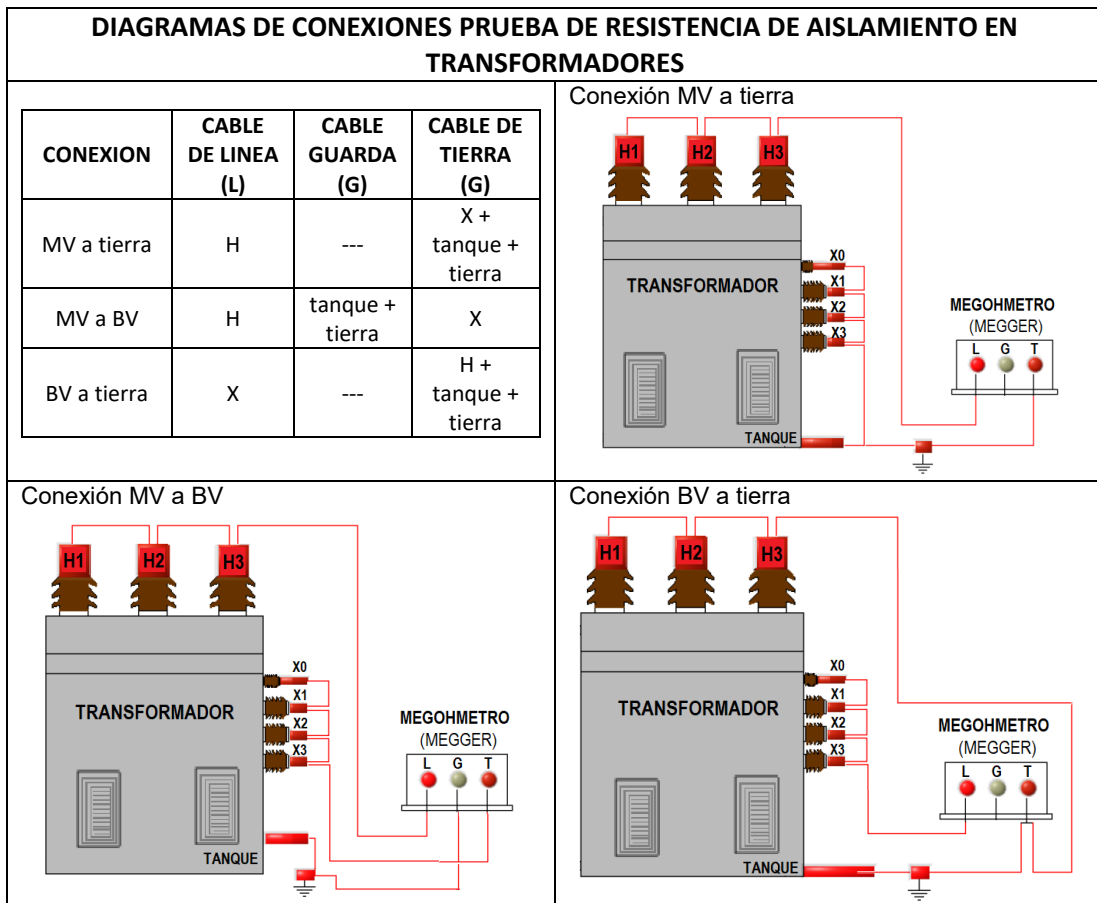 DIAGRAMAS DE CONEXIONES PRUEBA DE RESISTENCIA DE AISLAMIENTO EN
TRANSFORMADORES
CONEXION
CABLE
DE LINEA
(L)
CABLE
GUARDA
(G)
CABLE DE
TIERRA
(G)
MV a tierra
H
---
X +
tanque +
tierra
MV a BV
H
tanque +
tierra
X
BV a tierra
X
---
H +
tanque +
tierra
Conexión MV a tierra
H1 H2 H3
X0
X1
X2
X3
TRANSFORMADOR
MEGOHMETRO
(MEGGER)
L G T
TANQUE
Conexión MV a BV
H1 H2 H3
X0
X1
X2
X3
TRANSFORMADOR
MEGOHMETRO
(MEGGER)
L G T
TANQUE
Conexión BV a tierra
H1 H2 H3
X0
X1
X2
X3
TRANSFORMADOR
MEGOHMETRO
(MEGGER)
L G T
TANQUE